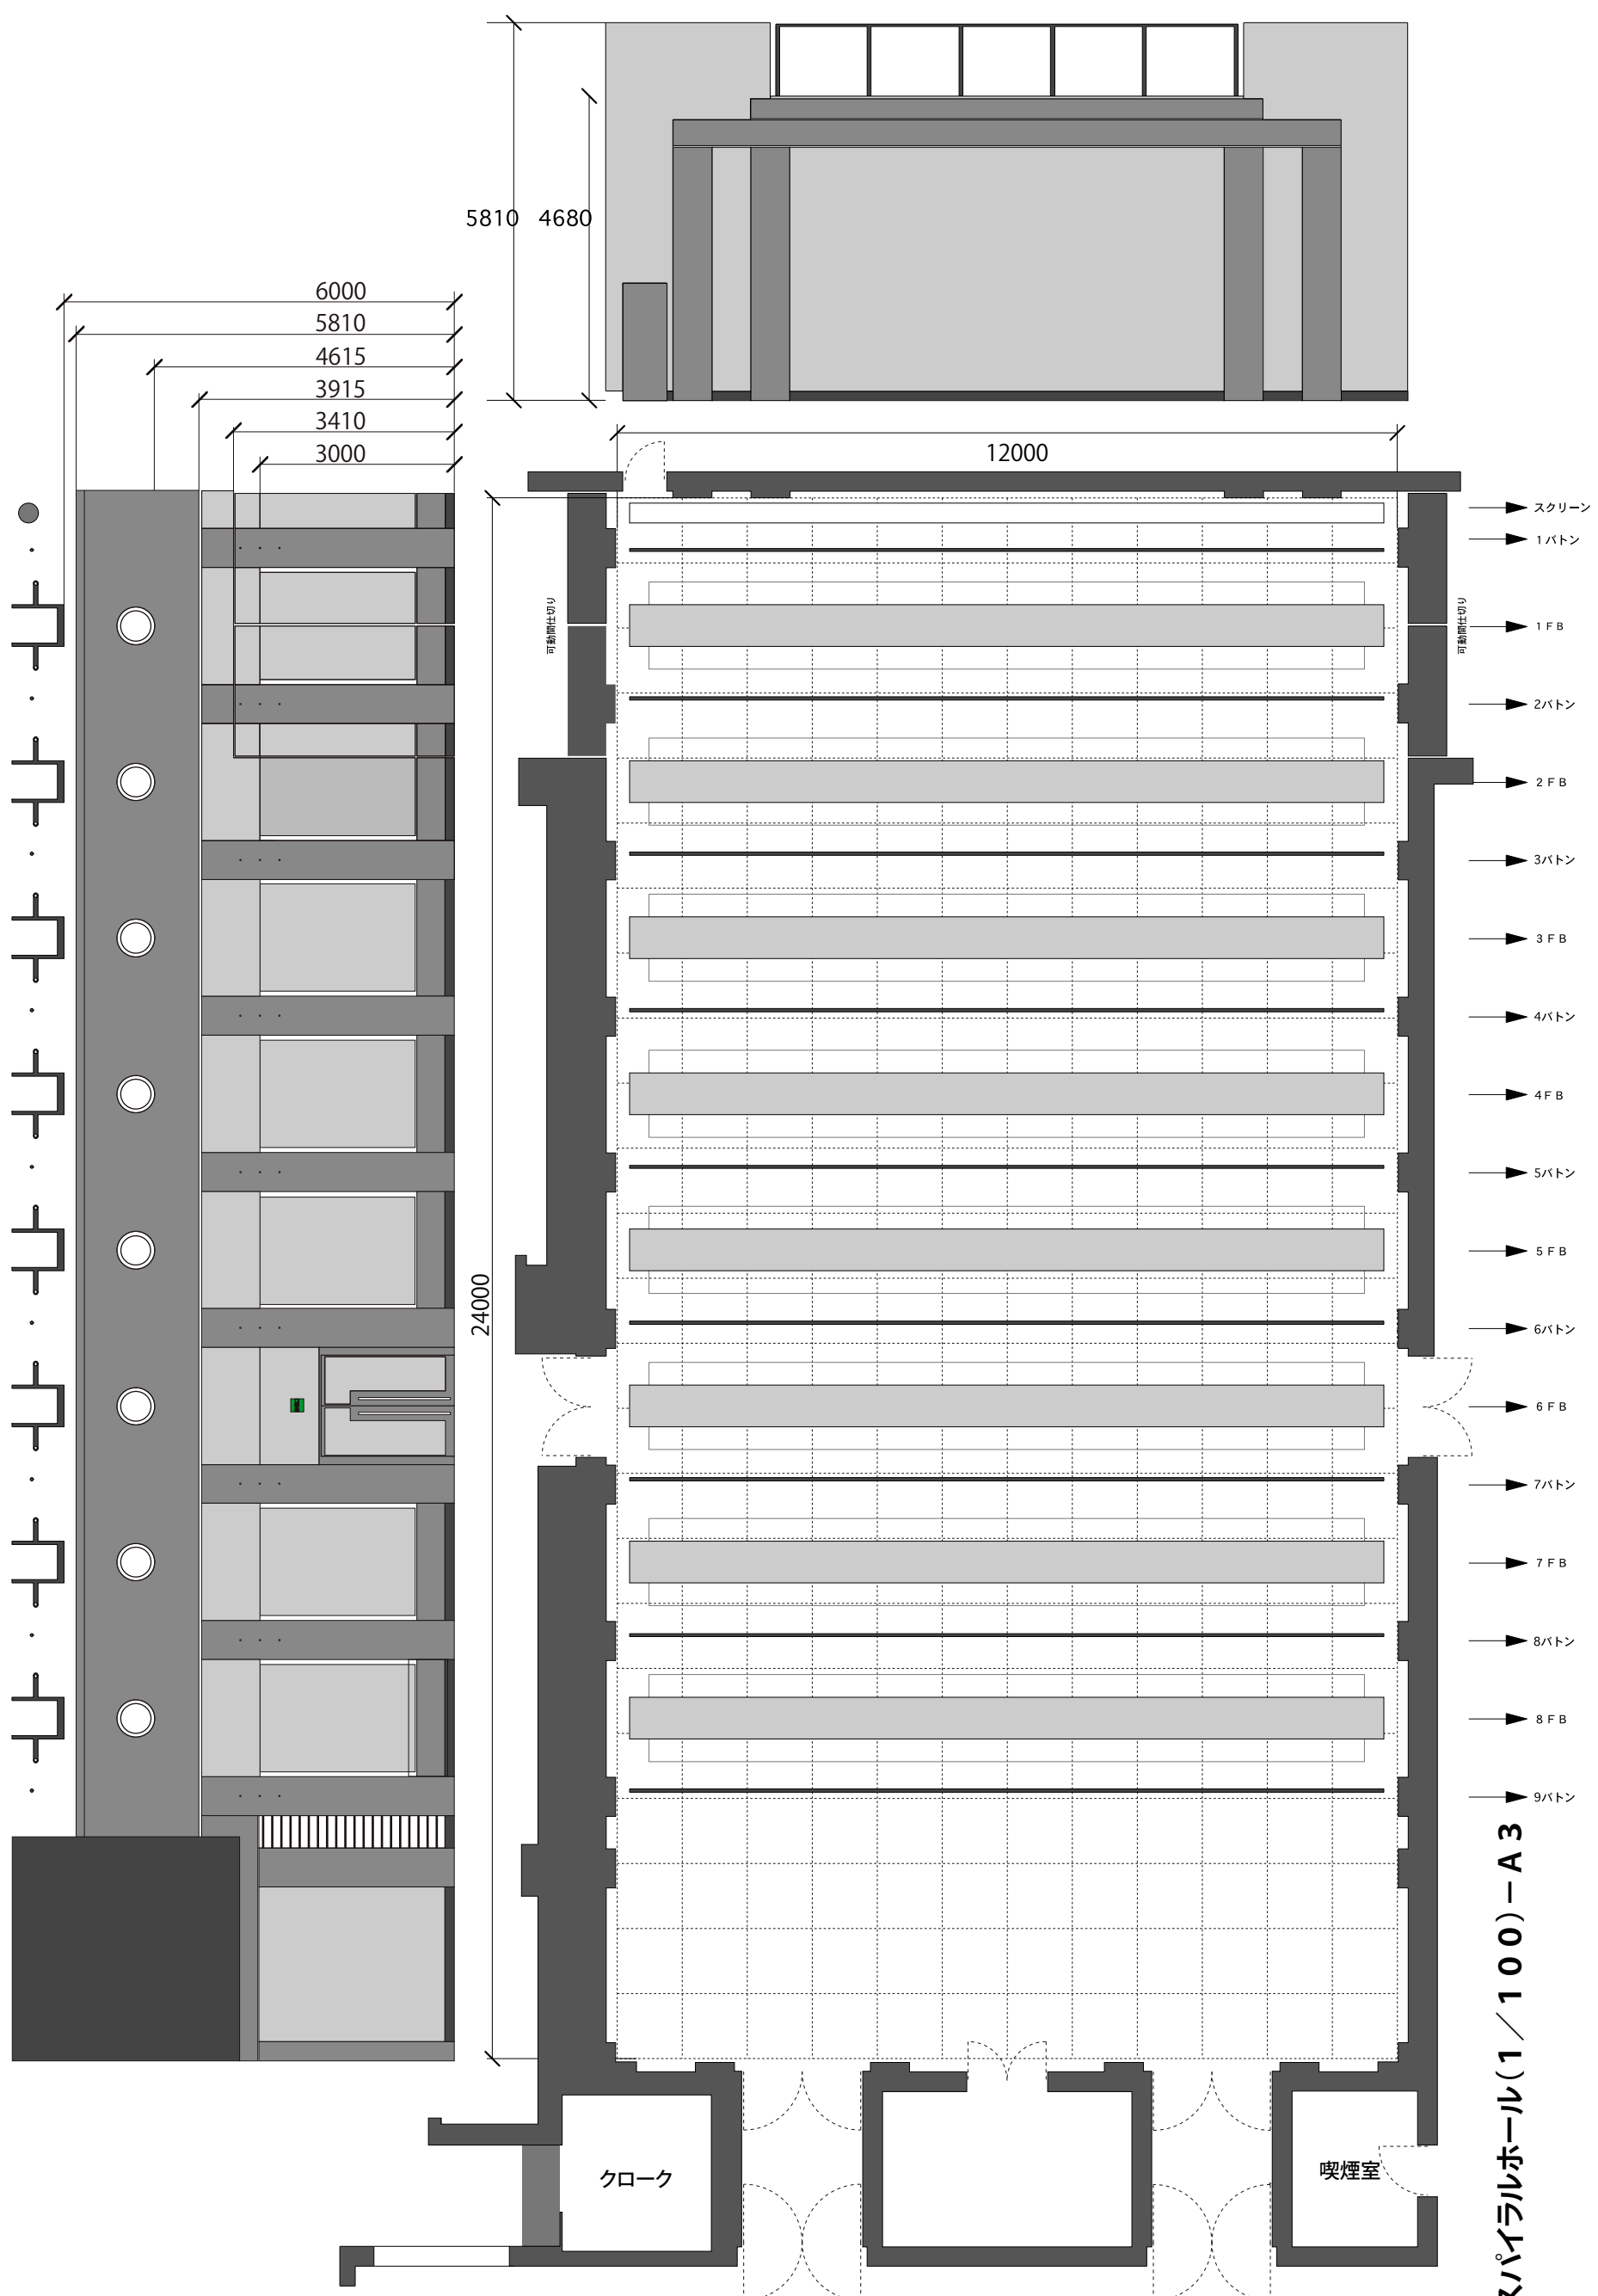 5810
4680
6000
5810
4615
3915
3410
3000
12000
スクリーン
1バトン
可動間仕切り
可動間仕切り
1FB
2バトン
2FB
3バトン
3FB
4バトン
4FB
5バトン
24000
5FB
6バトン
6FB
7バトン
7FB
8バトン
8FB
9バトン
スパイラルホール(1/100)-A3
クローク
喫煙室